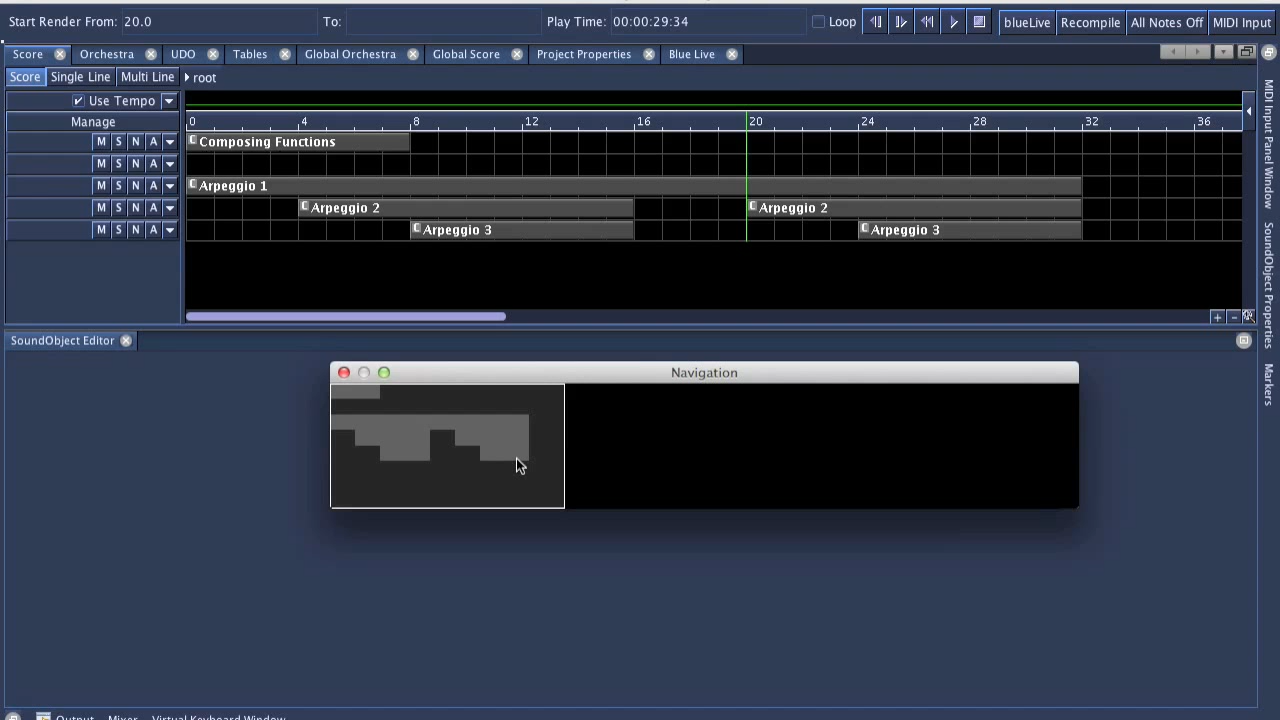 Start Render From: 20.0 To: Play Time: 00:00:29:34 Loop blueLive Recompile All Notes Off MIDI Input
Score Orchestra UDO Tables Global Orchestra Global Score Project Properties Blue Live
Score Single Line Multi Line root
Use Tempo
Manage 0 4 8 12 16 20 24 28 32 36
M S N A C Composing Functions
M S N A
M S N A C Arpeggio 1
M S N A C Arpeggio 2 C Arpeggio 2
M S N A C Arpeggio 3 C Arpeggio 3
+ -
MIDI Input Panel Window
SoundObject Properties
Markers
SoundObject Editor
Navigation
Output Mixer Virtual Keyboard Window